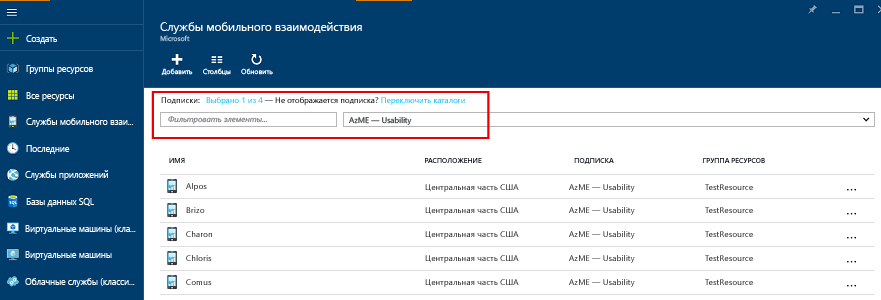 Службы мобильного взаимодействия
Microsoft
Добавить Столбцы Обновить
Создать
Группы ресурсов
Все ресурсы
Службы мобильного взаи...
Последние
Службы приложений
Базы данных SQL
Виртуальные машины (кла...
Виртуальные машины
Облачные службы (класси...
Подписки: Выбрано 1 из 4 — Не отображается подписка? Переключить каталоги
Фильтровать элементы... AzME — Usability
ИМЯ РАСПОЛОЖЕНИЕ ПОДПИСКА ГРУППА РЕСУРСОВ
Alpos Центральная часть США AzME — Usability TestResource ...
Brizo Центральная часть США AzME — Usability TestResource ...
Charon Центральная часть США AzME — Usability TestResource ...
Chloris Центральная часть США AzME — Usability TestResource ...
Comus Центральная часть США AzME — Usability TestResource ...